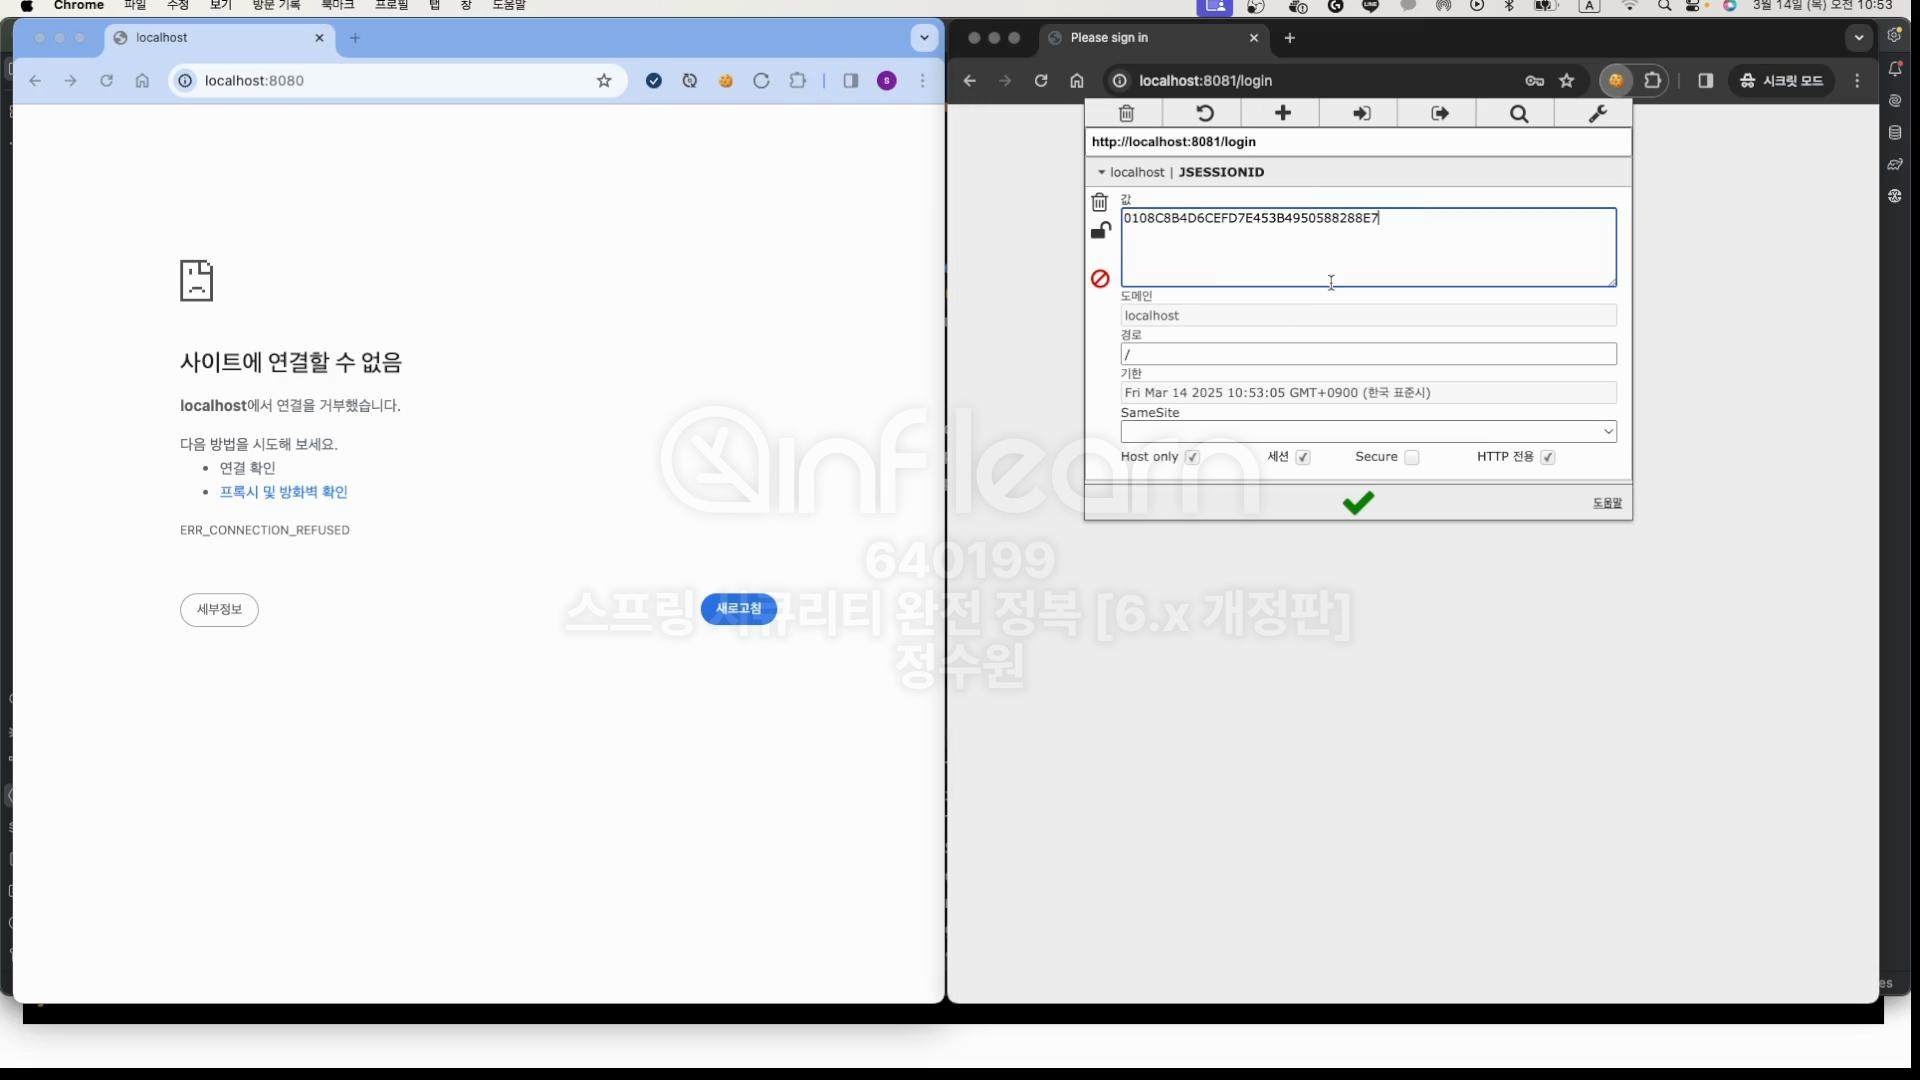 Chrome 파일 수정 보기 방문 기록 북마크 프로필 탭 창 도움말
3월 14일 (목) 오전 10:53
localhost
localhost:8080
사이트에 연결할 수 없음
localhost에서 연결을 거부했습니다.
다음 방법을 시도해 보세요.
연결 확인
프록시 및 방화벽 확인
ERR_CONNECTION_REFUSED
세부정보
새로고침
Please sign in
localhost:8081/login
시크릿 모드
http://localhost:8081/login
localhost | JSESSIONID
값
0108C8B4D6CEFD7E453B4950588288E7
도메인
localhost
경로
/
기한
Fri Mar 14 2025 10:53:05 GMT+0900 (한국 표준시)
SameSite
Host only 세션 Secure HTTP 전용
도움말
inflearn
640199
스프링 시큐리티 완전 정복 [6.x 개정판]
정수원